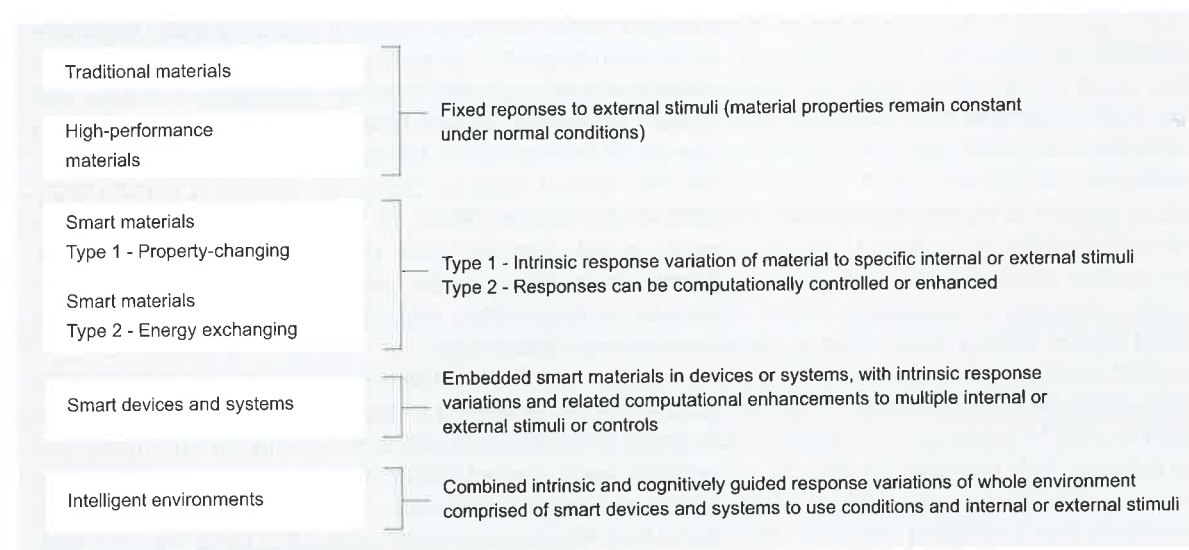 Traditional materials
High-performance
materials
Fixed reponses to external stimuli (material properties remain constant
under normal conditions)
Smart materials
Type 1 - Property-changing
Smart materials
Type 2 - Energy exchanging
Type 1 - Intrinsic response variation of material to specific internal or external stimuli
Type 2 - Responses can be computationally controlled or enhanced
Smart devices and systems
Embedded smart materials in devices or systems, with intrinsic response
variations and related computational enhancements to multiple internal or
external stimuli or controls
Intelligent environments
Combined intrinsic and cognitively guided response variations of whole environment
comprised of smart devices and systems to use conditions and internal or external stimuli